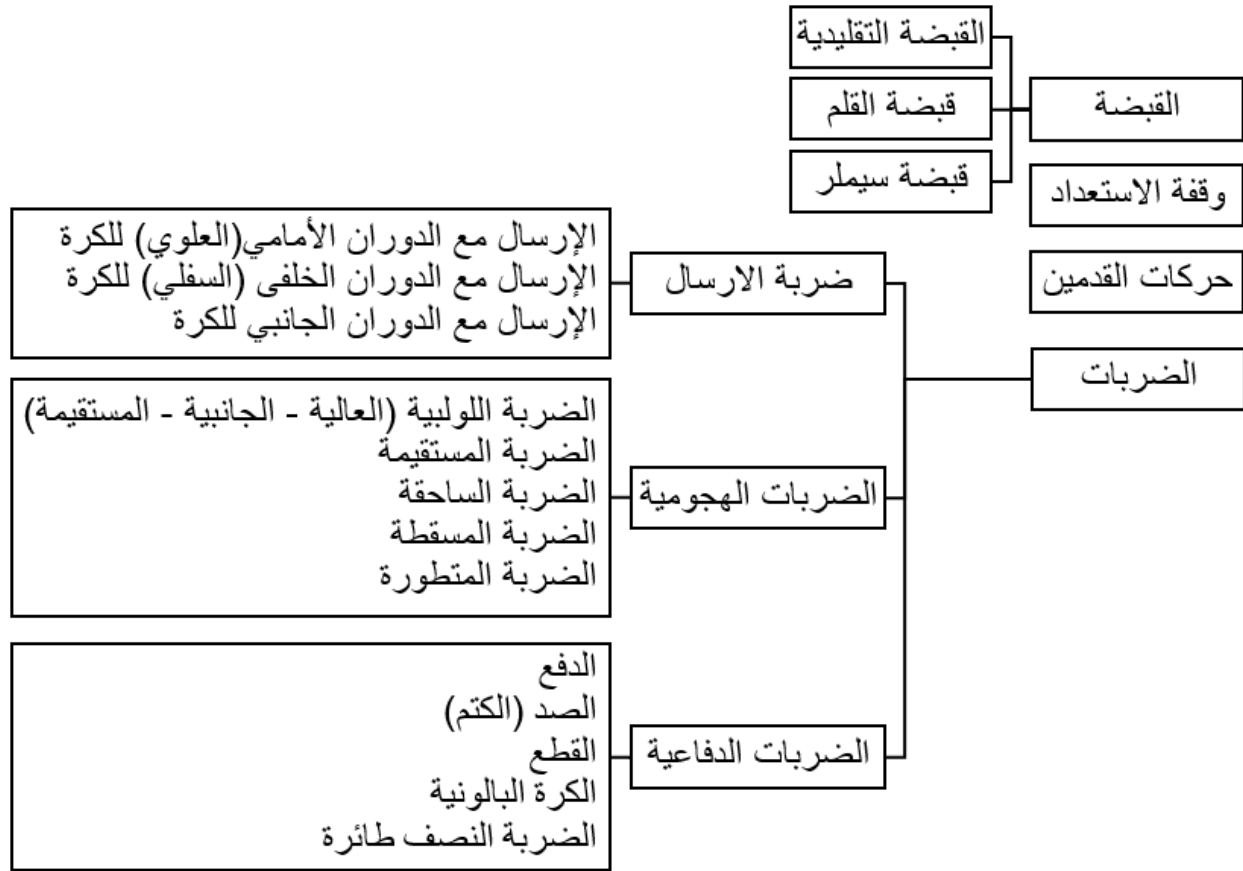 القبضة
القبضة التقليدية
قبضة القلم
قبضة سيملر
وقفة الاستعداد
حركات القدمين
الضربات
ضربة الارسال
الإرسال مع الدوران الأمامي(العلوي) للكرة
الإرسال مع الدوران الخلفى (السفلي) للكرة
الإرسال مع الدوران الجانبي للكرة
الضربات الهجومية
الضربة اللولبية (العالية - الجانبية - المستقيمة)
الضربة المستقيمة
الضربة الساحقة
الضربة المسقطة
الضربة المتطورة
الضربات الدفاعية
الدفع
الصد (الكتم)
القطع
الكرة البالونية
الضربة النصف طائرة